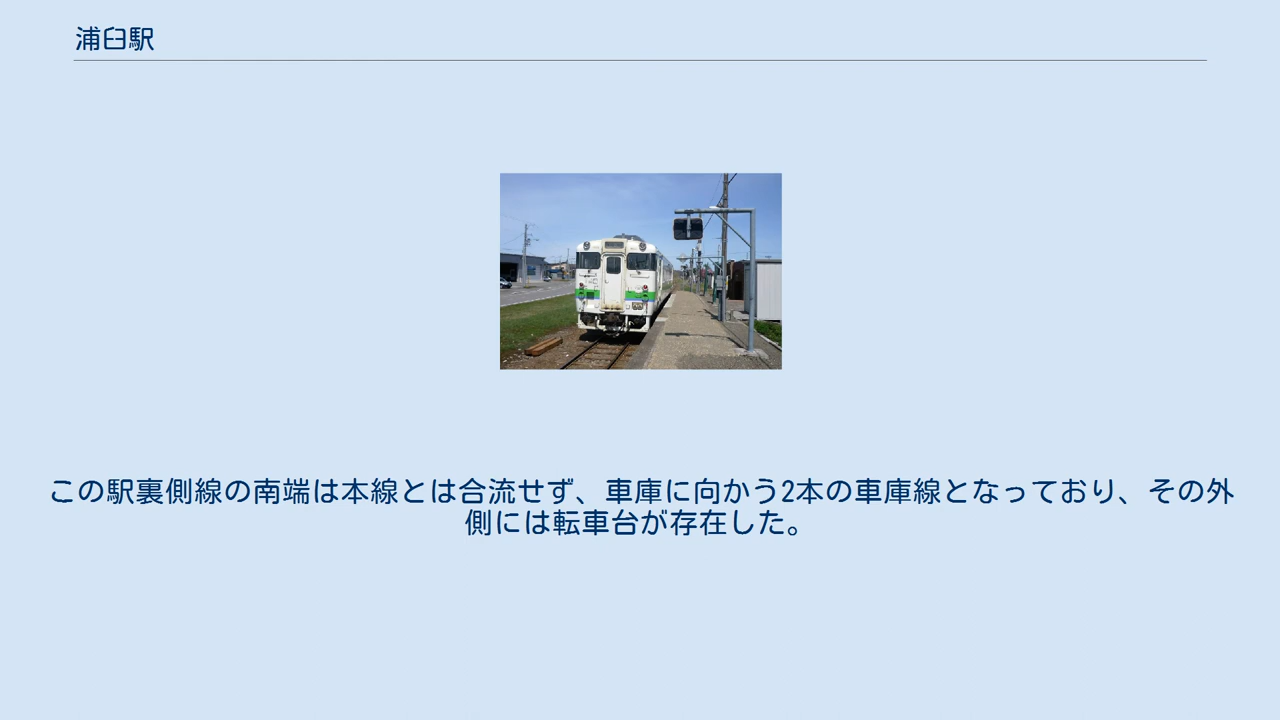 浦臼駅
この駅裏側線の南端は本線とは合流せず、車庫に向かう2本の車庫線となっており、その外
側には転車台が存在した。